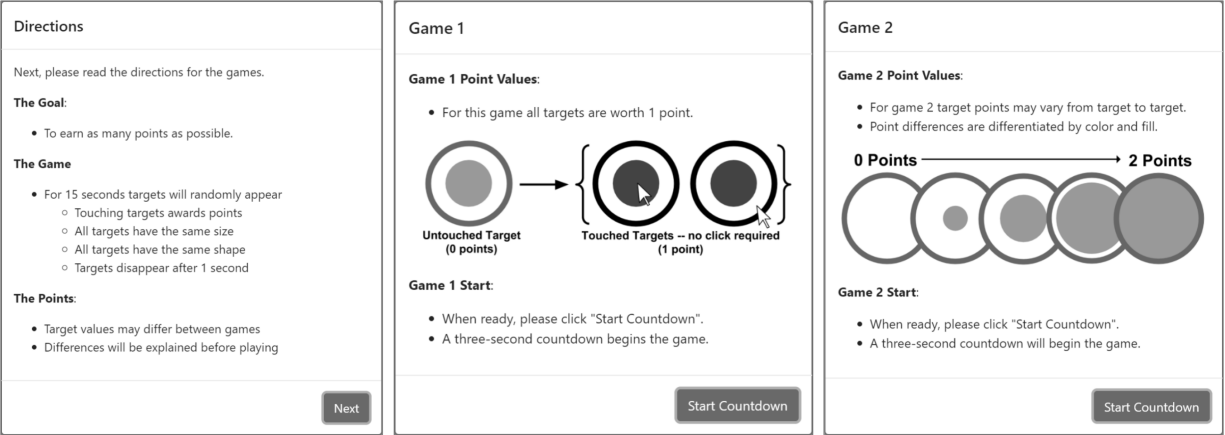 Directions
Next, please read the directions for the games.
The Goal:
• To earn as many points as possible.
The Game
• For 15 seconds targets will randomly appear
○ Touching targets awards points
○ All targets have the same size
○ All targets have the same shape
○ Targets disappear after 1 second
The Points:
• Target values may differ between games
• Differences will be explained before playing
Next
Game 1
Game 1 Point Values:
• For this game all targets are worth 1 point.
Untouched Target
(0 points)
Touched Targets -- no click required
(1 point)
Game 1 Start:
• When ready, please click "Start Countdown".
• A three-second countdown begins the game.
Start Countdown
Game 2
Game 2 Point Values:
• For game 2 target points may vary from target to target.
• Point differences are differentiated by color and fill.
0 Points
2 Points
Game 2 Start:
• When ready, please click "Start Countdown".
• A three-second countdown will begin the game.
Start Countdown